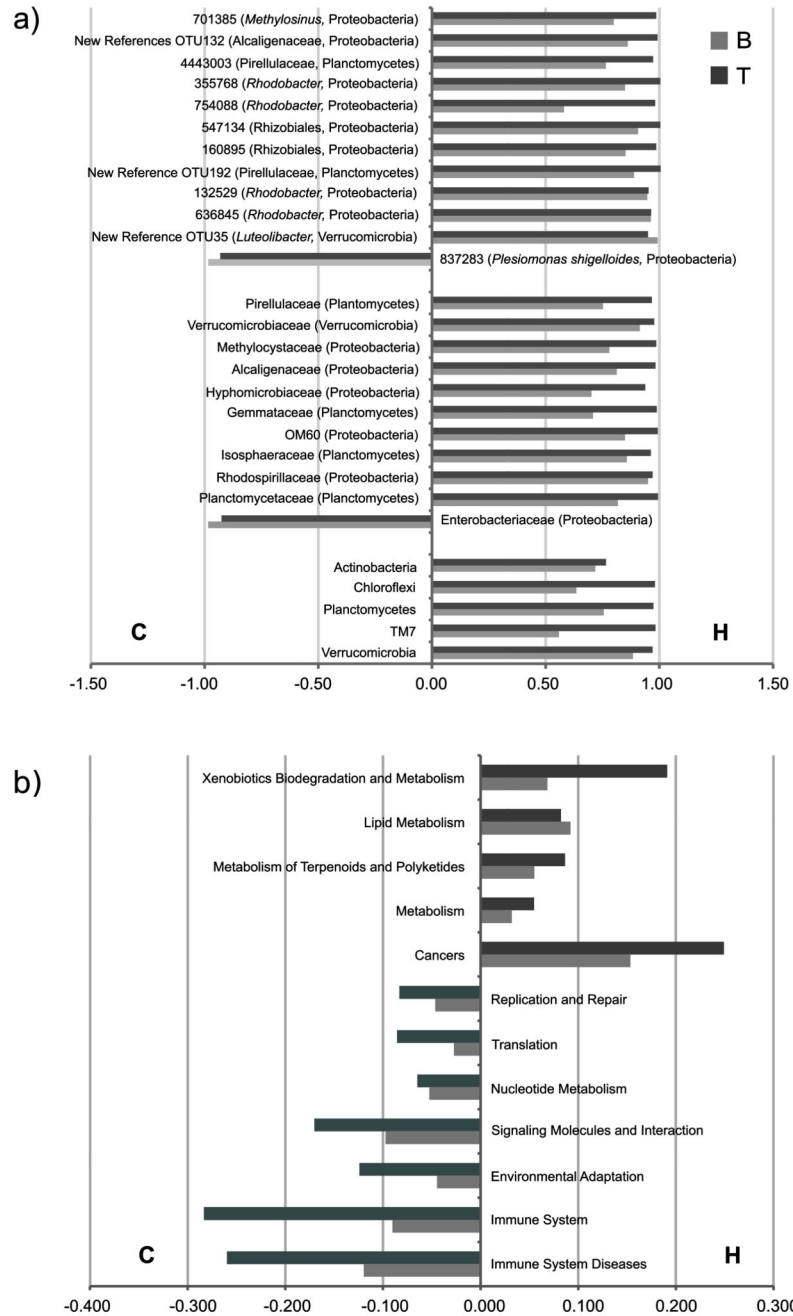 a)
701385 (Methylosinus, Proteobacteria)
New References OTU132 (Alcaligenaceae, Proteobacteria)
4443003 (Pirellulaceae, Planctomycetes)
355768 (Rhodobacter, Proteobacteria)
754088 (Rhodobacter, Proteobacteria)
547134 (Rhizobiales, Proteobacteria)
160895 (Rhizobiales, Proteobacteria)
New Reference OTU192 (Pirellulaceae, Planctomycetes)
132529 (Rhodobacter, Proteobacteria)
636845 (Rhodobacter, Proteobacteria)
New Reference OTU35 (Luteolibacter, Verrucomicrobia)
837283 (Plesiomonas shigelloides, Proteobacteria)
B
T
Pirellulaceae (Plantomycetes)
Verrucomicrobiaceae (Verrucomicrobia)
Methylocystaceae (Proteobacteria)
Alcaligenaceae (Proteobacteria)
Hyphomicrobiaceae (Proteobacteria)
Gemmataceae (Planctomycetes)
OM60 (Proteobacteria)
Isosphaeraceae (Planctomycetes)
Rhodospirillaceae (Proteobacteria)
Planctomycetaceae (Planctomycetes)
Enterobacteriaceae (Proteobacteria)
Actinobacteria
Chloroflexi
Planctomycetes
TM7
Verrucomicrobia
C
H
-1.50 -1.00 -0.50 0.00 0.50 1.00 1.50
b)
Xenobiotics Biodegradation and Metabolism
Lipid Metabolism
Metabolism of Terpenoids and Polyketides
Metabolism
Cancers
Replication and Repair
Translation
Nucleotide Metabolism
Signaling Molecules and Interaction
Environmental Adaptation
Immune System
Immune System Diseases
C
H
-0.400 -0.300 -0.200 -0.100 0.000 0.100 0.200 0.300